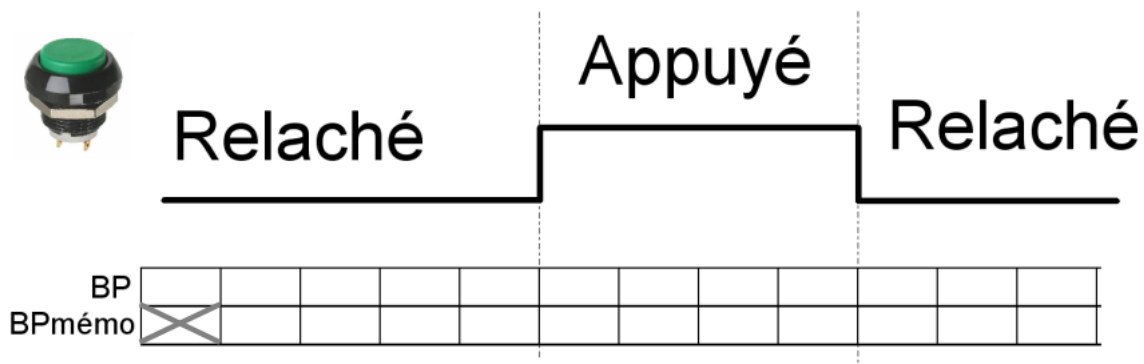 Appuyé
Relaché
Relaché
BP
BPmémo